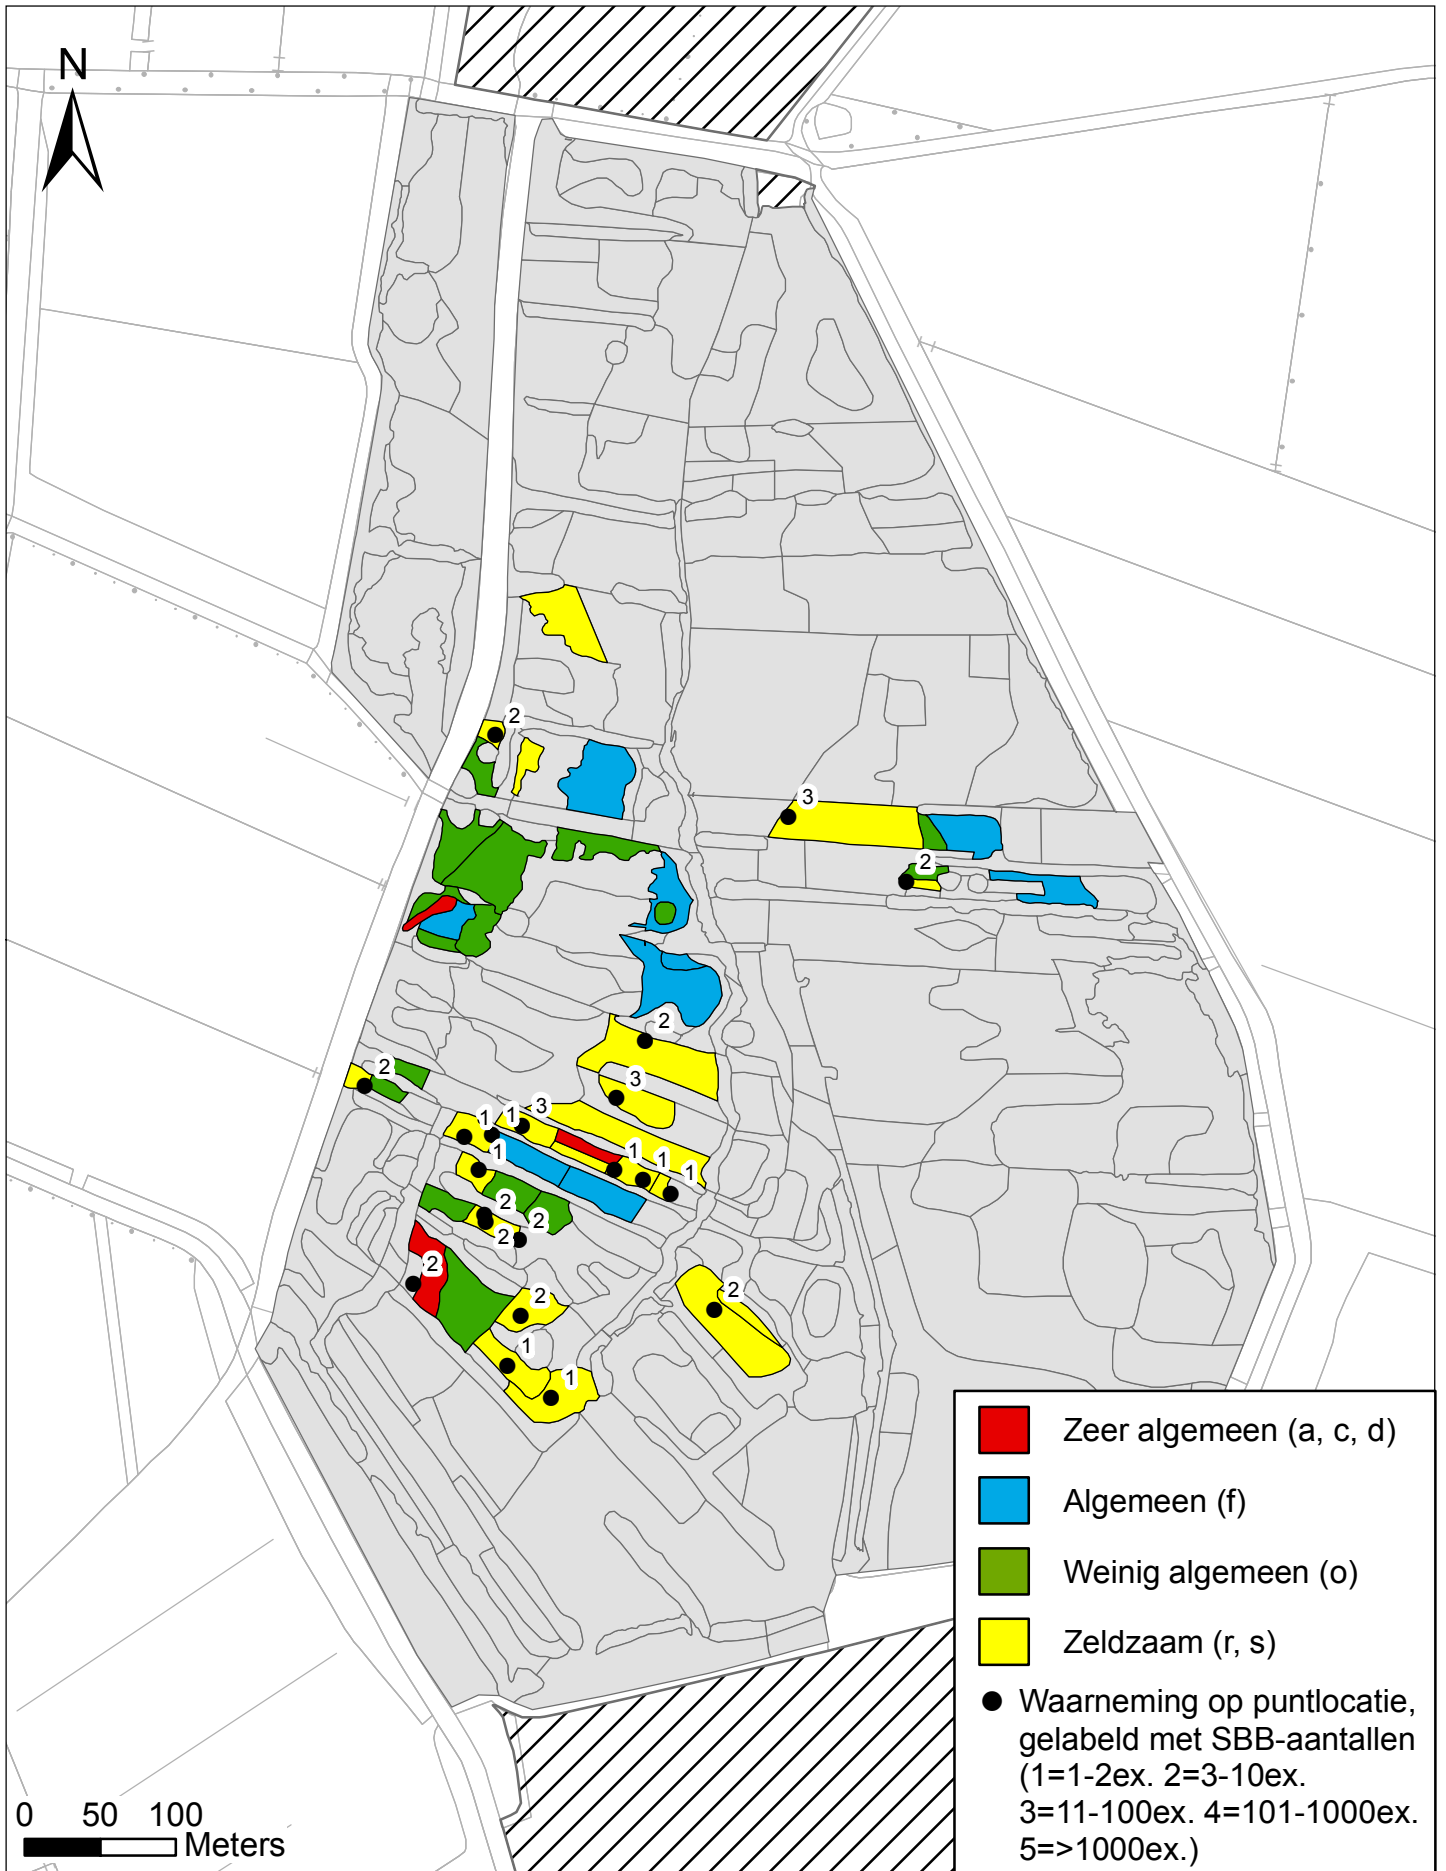 N
2
3
2
2
3
2
1
1
3
1
1
1
1
2
2
2
2
2
2
1
1
Zeer algemeen (a, c, d)
Algemeen (f)
Weinig algemeen (o)
Zeldzaam (r, s)
Waarneming op puntlocatie,
gelabeld met SBB-aantallen
(1=1-2ex. 2=3-10ex.
3=11-100ex. 4=101-1000ex.
5=>1000ex.)
0 50 100
Meters